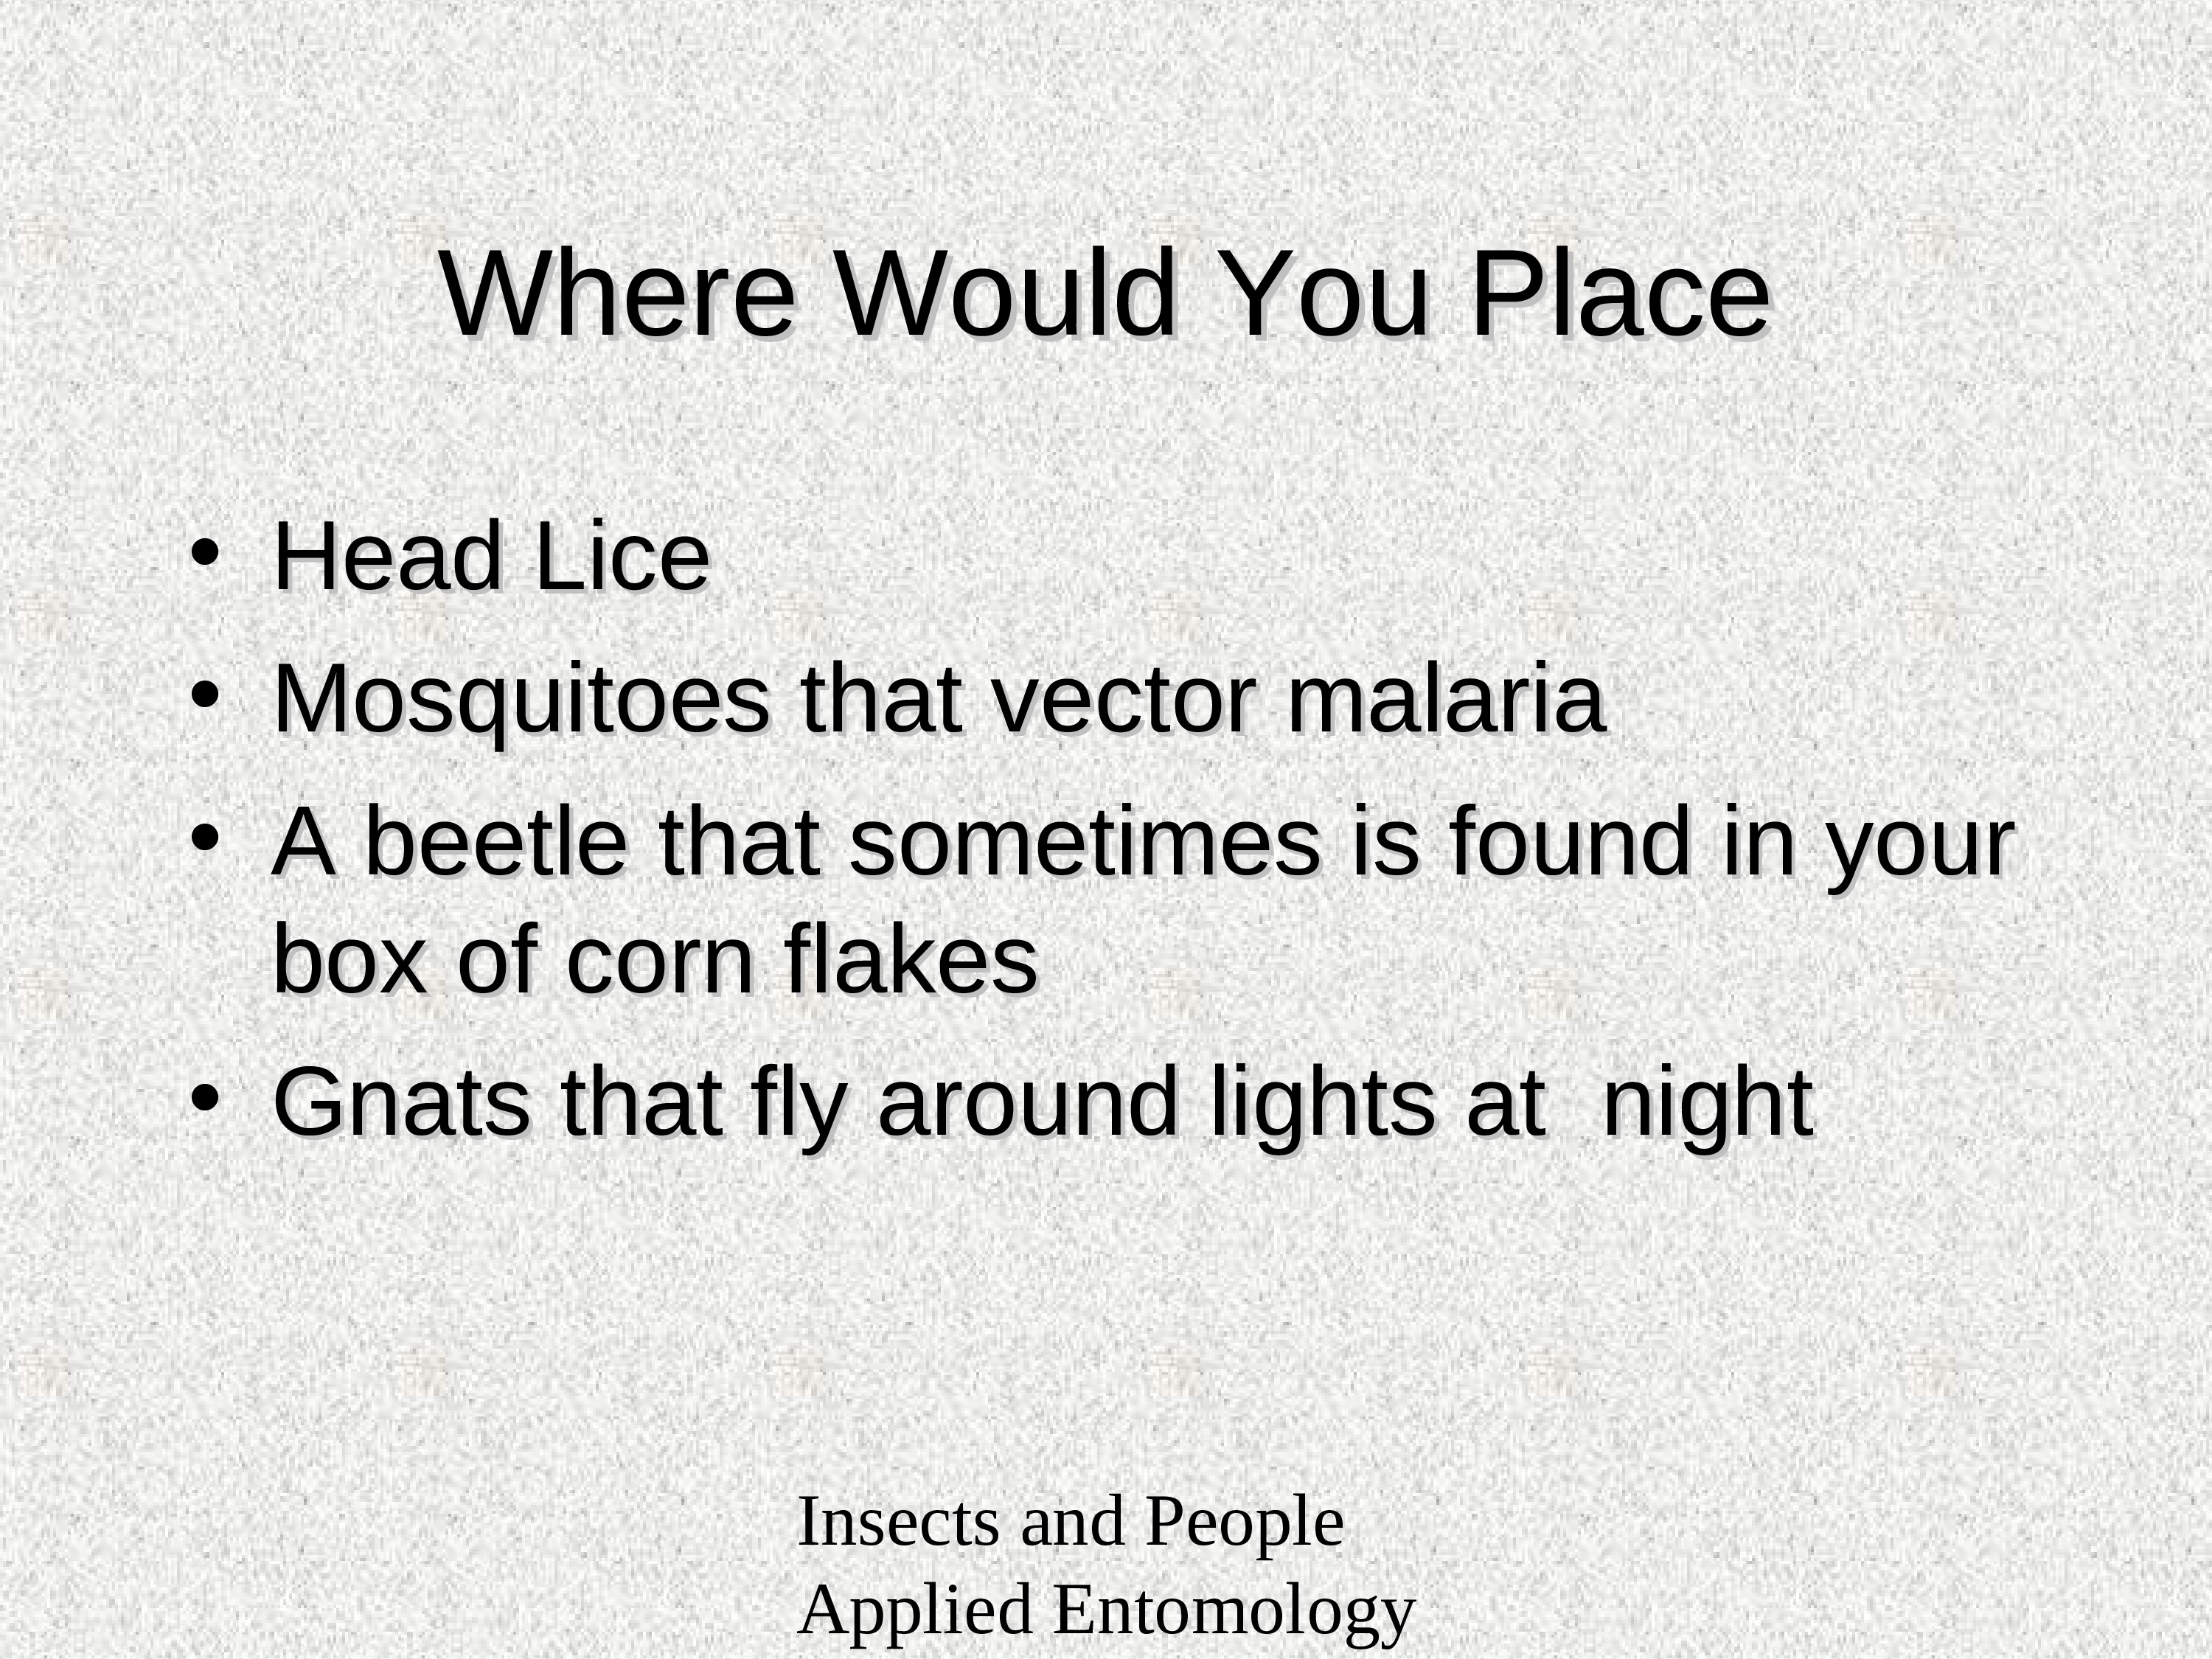 Where Would You Place
• Head Lice
• Mosquitoes that vector malaria
• A beetle that sometimes is found in your
box of corn flakes
• Gnats that fly around lights at  night
Insects and People
Applied Entomology